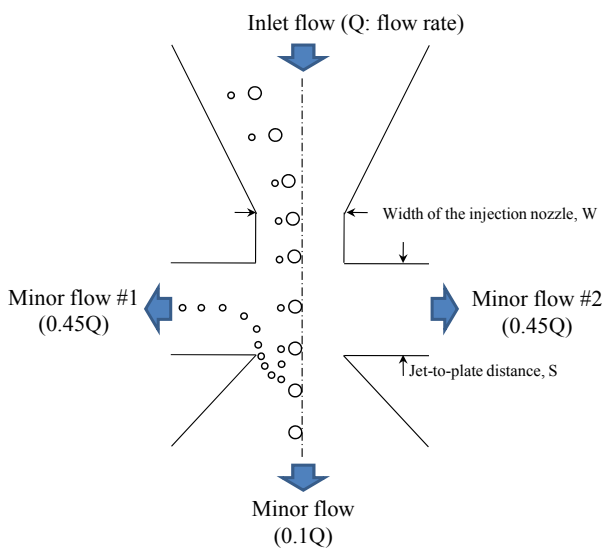 Inlet flow (Q: flow rate)
Width of the injection nozzle, W
Minor flow #1
(0.45Q)
Minor flow #2
(0.45Q)
Jet-to-plate distance, S
Minor flow
(0.1Q)